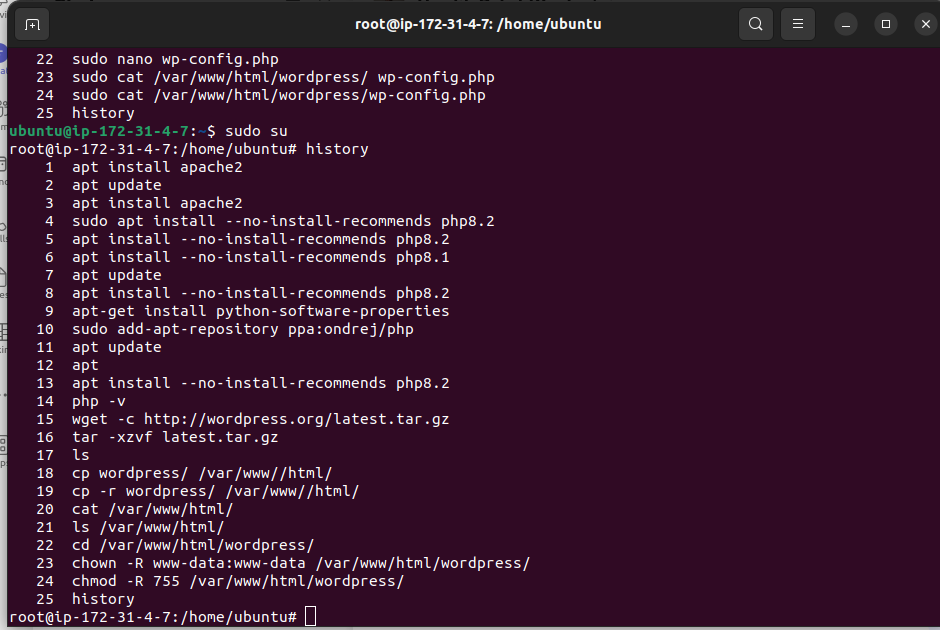 root@ip-172-31-4-7: /home/ubuntu
22 sudo nano wp-config.php
23 sudo cat /var/www/html/wordpress/ wp-config.php
24 sudo cat /var/www/html/wordpress/wp-config.php
25 history
ubuntu@ip-172-31-4-7:~$ sudo su
root@ip-172-31-4-7:/home/ubuntu# history
1 apt install apache2
2 apt update
3 apt install apache2
4 sudo apt install --no-install-recommends php8.2
5 apt install --no-install-recommends php8.2
6 apt install --no-install-recommends php8.1
7 apt update
8 apt install --no-install-recommends php8.2
9 apt-get install python-software-properties
10 sudo add-apt-repository ppa:ondrej/php
11 apt update
12 apt
13 apt install --no-install-recommends php8.2
14 php -v
15 wget -c http://wordpress.org/latest.tar.gz
16 tar -xzvf latest.tar.gz
17 ls
18 cp wordpress/ /var/www//html/
19 cp -r wordpress/ /var/www//html/
20 cat /var/www/html/
21 ls /var/www/html/
22 cd /var/www/html/wordpress/
23 chown -R www-data:www-data /var/www/html/wordpress/
24 chmod -R 755 /var/www/html/wordpress/
25 history
root@ip-172-31-4-7:/home/ubuntu#